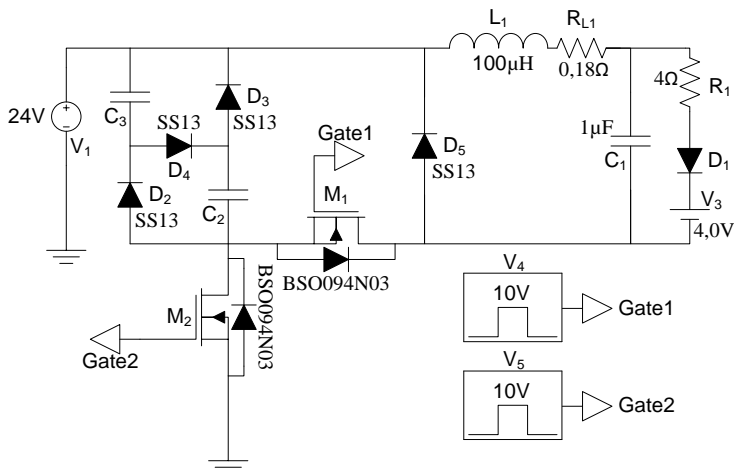 L1
RL1
100µH
0,18Ω
4Ω
R1
24V
V1
C3
D3
SS13
SS13
Gate1
D4
D2
SS13
C2
M1
D5
SS13
1µF
C1
D1
V3
4,0V
BSO094N03
M2
BSO094N03
Gate2
V4
10V
Gate1
V5
10V
Gate2